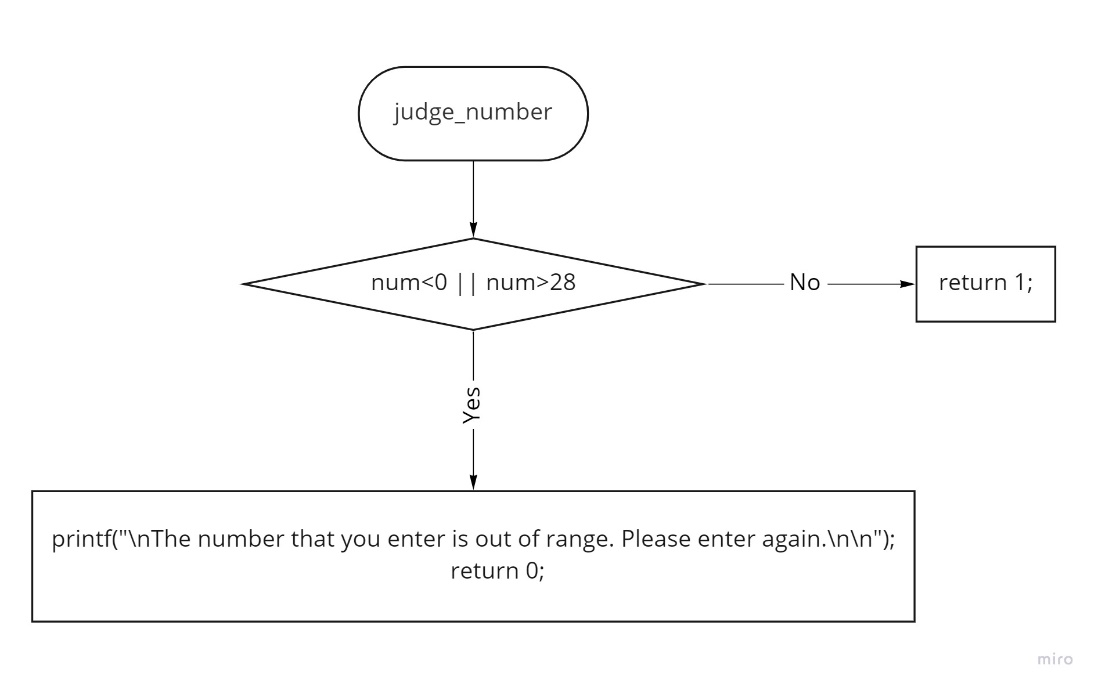 judge_number
num<0 || num>28
No
return 1;
Yes
printf("\nThe number that you enter is out of range. Please enter again.\n\n");
return 0;
miro